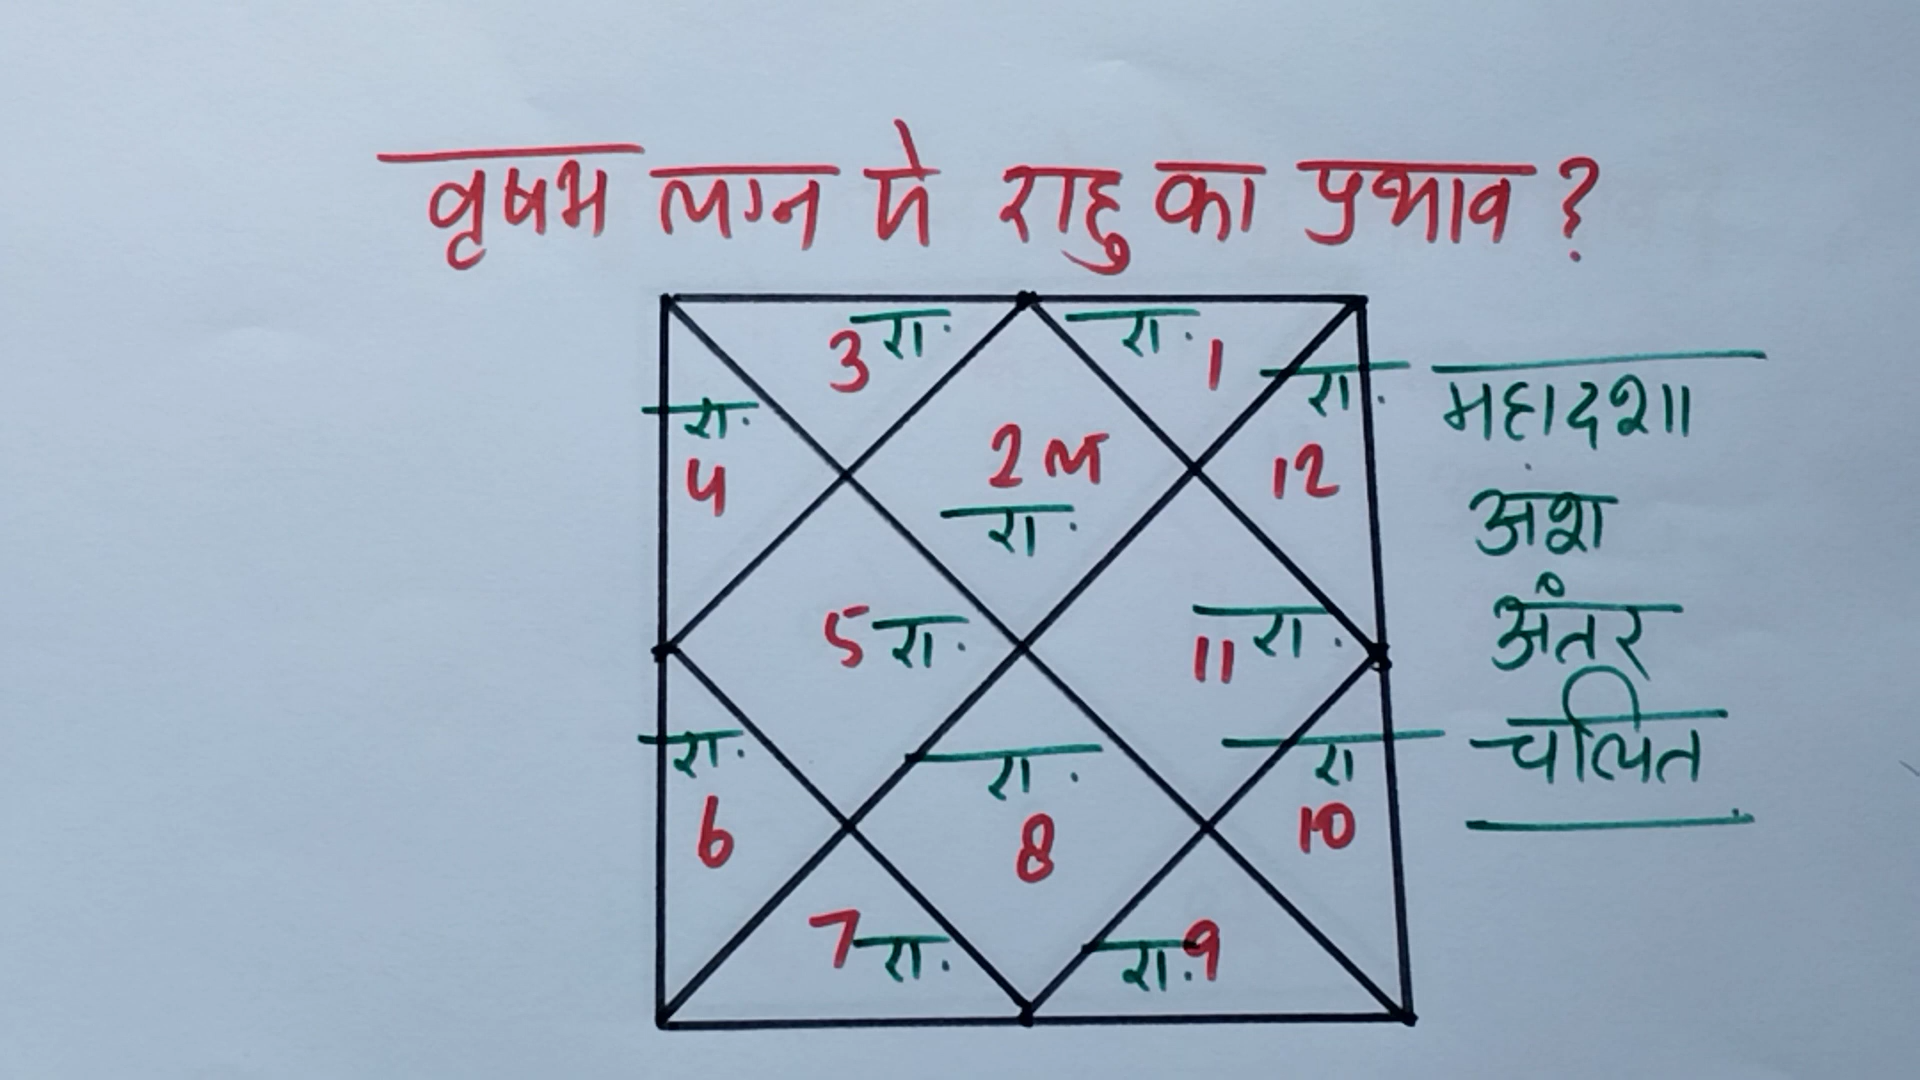 वृषभ लग्न मे राहु का प्रभाव ?
3 रा.
रा. 1
रा.
4
2 ल
रा.
रा.
12
5 रा.
11 रा.
रा.
6
रा.
8
रा
10
7 रा.
रा. 9
महादशा
अंश
अंतर
चलित